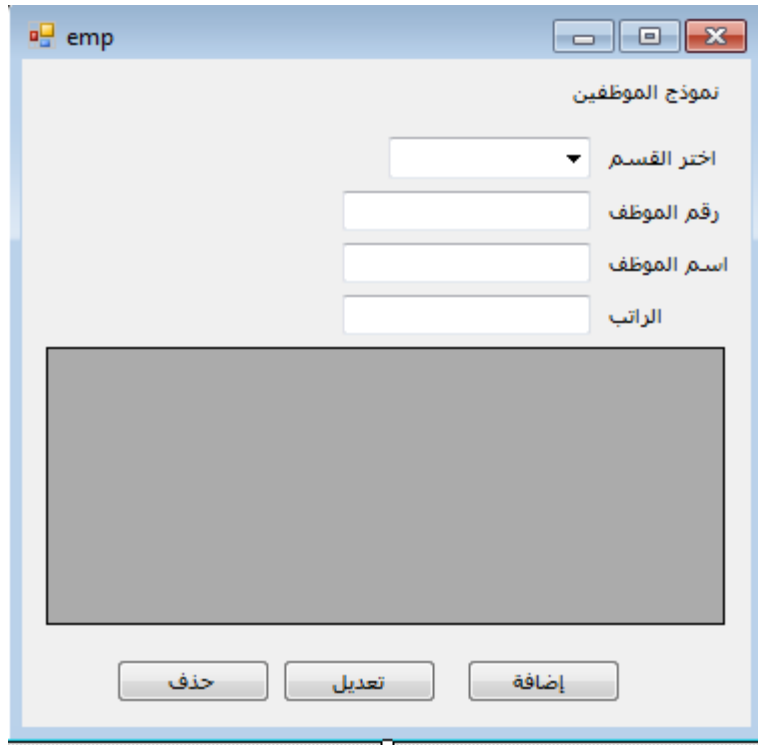 emp
نموذج الموظفين
اختر القسم
رقم الموظف
اسم الموظف
الراتب
إضافة
تعديل
حذف